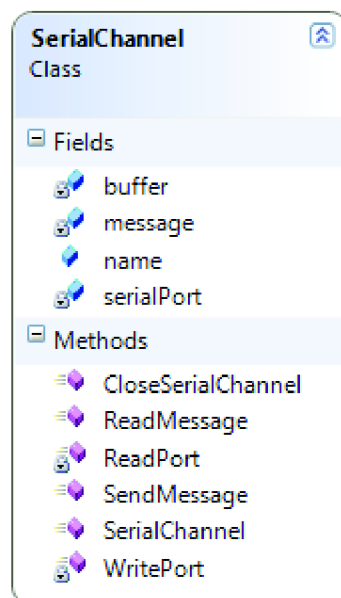 SerialChannel
Class
Fields
buffer
message
name
serialPort
Methods
CloseSerialChannel
ReadMessage
ReadPort
SendMessage
SerialChannel
WritePort